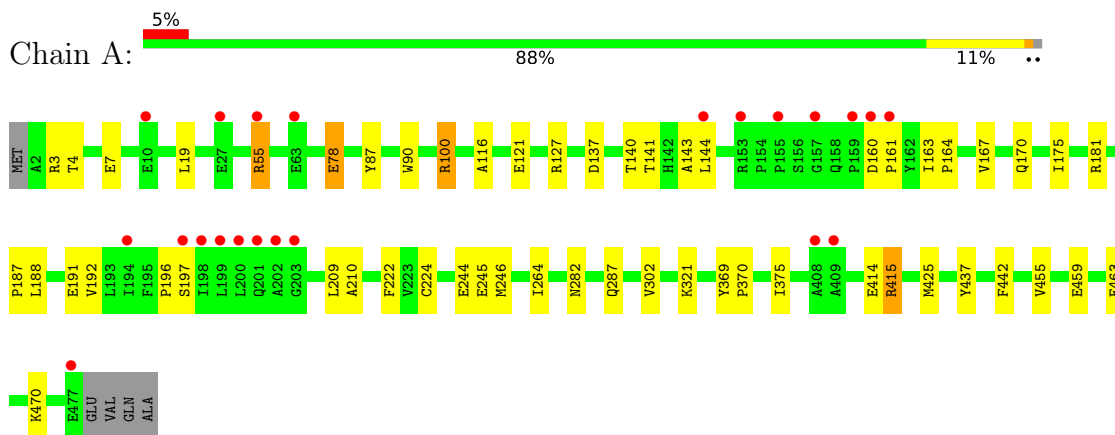 5%
Chain A:
88% 11% ••
MET A2 R3 T4 E7 E10 L19 E27 R55 E63 E78 Y87 W90 R100 A116 E121 R127 D137 T140 T141 H142 A143 L144 R153 P154 P155 S156 G157 Q158 P159 D160 P161 Y162 I163 P164 V167 Q170 I175 R181
P187 L188 E191 V192 L193 I194 F195 P196 S197 I198 L199 L200 Q201 A202 G203 L209 A210 F222 V223 C224 E244 E245 M246 I264 N282 Q287 V302 K321 Y369 P370 I375 A408 A409 E414 R415 M425 Y437 F442 V455 E459
K470 E477 GLU VAL GLN ALA